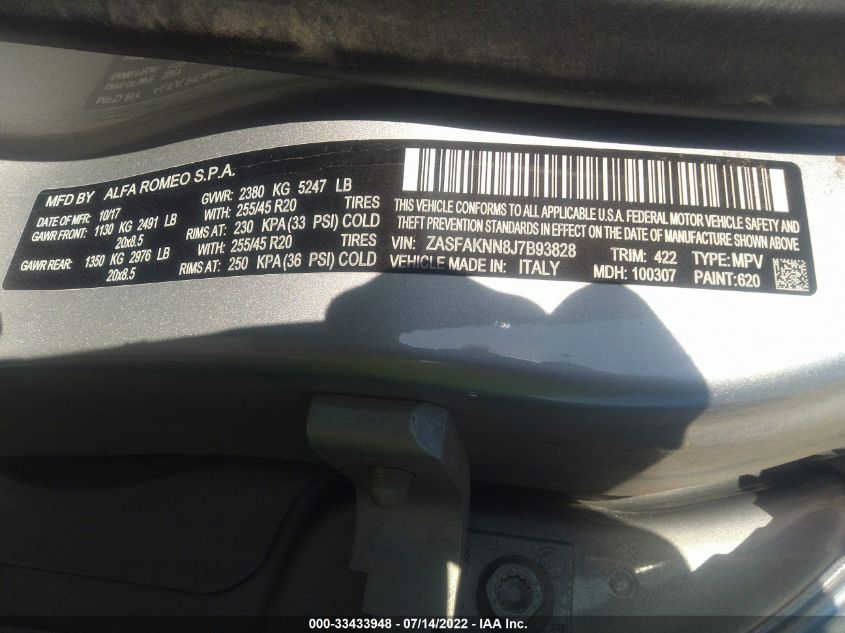 MFD BY ALFA ROMEO S.P.A.
DATE OF MFR: 10/17 GVWR: 2380 KG 5247 LB
GAWR FRONT: 1130 KG 2491 LB WITH: 255/45 R20 TIRES
20x8.5 RIMS AT: 230 KPA(33 PSI) COLD
GAWR REAR: 1350 KG 2976 LB WITH: 255/45 R20 TIRES
20x8.5 RIMS AT: 250 KPA(36 PSI) COLD
THIS VEHICLE CONFORMS TO ALL APPLICABLE U.S.A. FEDERAL MOTOR VEHICLE SAFETY AND
THEFT PREVENTION STANDARDS IN EFFECT ON THE DATE OF MANUFACTURE SHOWN ABOVE.
VIN: ZASFAKNN8J7B93828 TRIM: 422 TYPE: MPV
VEHICLE MADE IN: ITALY MDH: 100307 PAINT:620
000-33433948 - 07/14/2022 - IAA Inc.